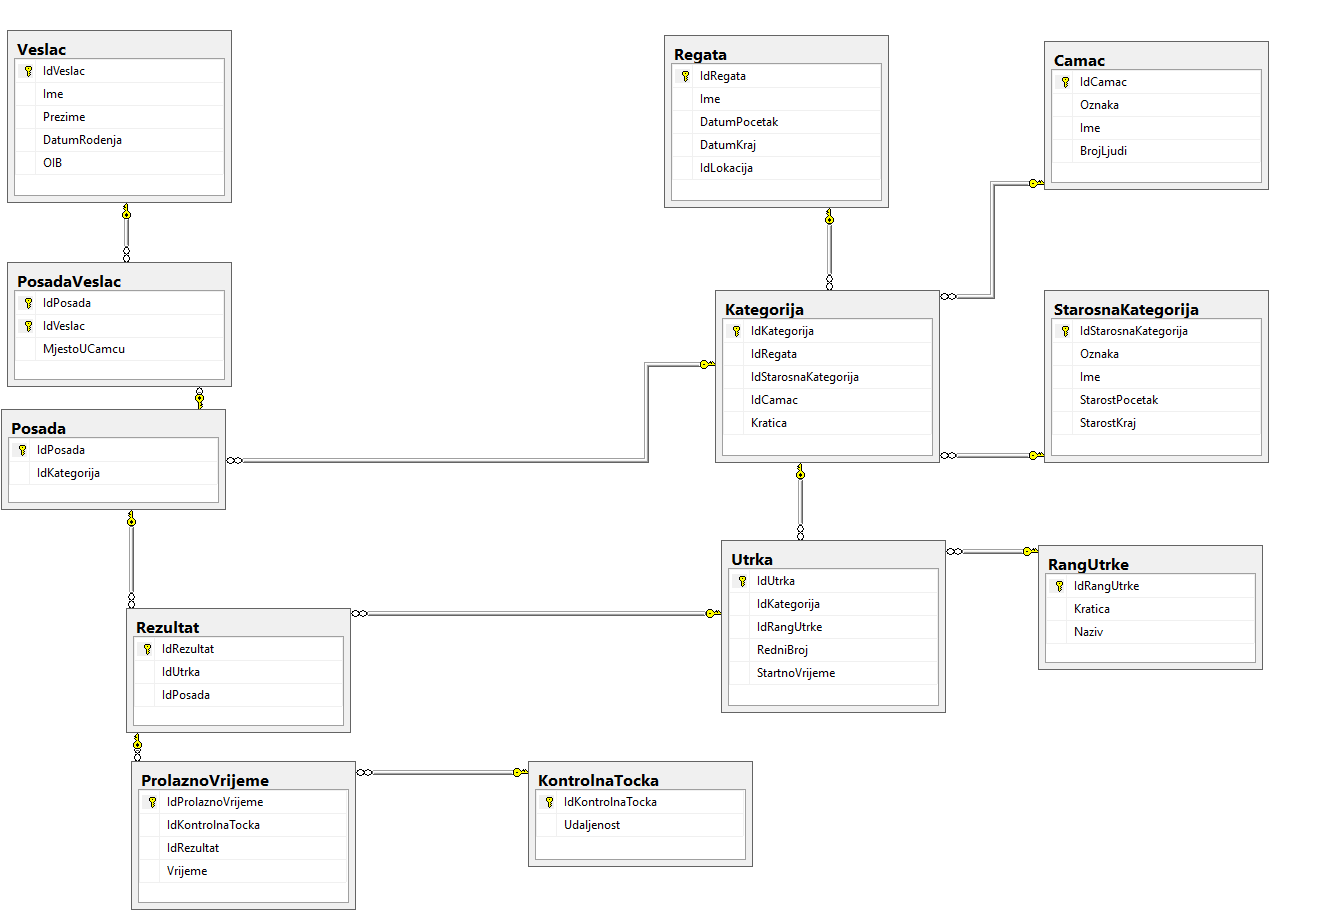 Veslac
IdVeslac
Ime
Prezime
DatumRodenja
OIB
Regata
IdRegata
Ime
DatumPocetak
DatumKraj
IdLokacija
Camac
IdCamac
Oznaka
Ime
BrojLjudi
PosadaVeslac
IdPosada
IdVeslac
MjestoUCamcu
Kategorija
IdKategorija
IdRegata
IdStarosnaKategorija
IdCamac
Kratica
StarosnaKategorija
IdStarosnaKategorija
Oznaka
Ime
StarostPocetak
StarostKraj
Posada
IdPosada
IdKategorija
Utrka
IdUtrka
IdKategorija
IdRangUtrke
RedniBroj
StartnoVrijeme
RangUtrke
IdRangUtrke
Kratica
Naziv
Rezultat
IdRezultat
IdUtrka
IdPosada
ProlaznoVrijeme
IdProlaznoVrijeme
IdKontrolnaTocka
IdRezultat
Vrijeme
KontrolnaTocka
IdKontrolnaTocka
Udaljenost